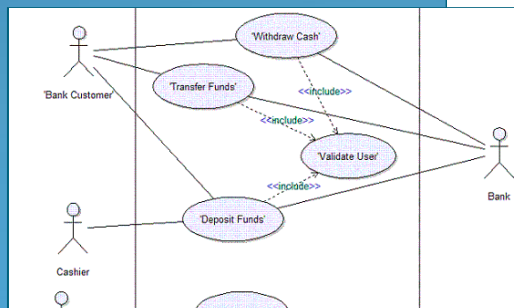 'Withdraw Cash'
'Bank Customer'
'Transfer Funds'
<<include>>
<<include>>
'Validate User'
<<include>>
Bank
'Deposit Funds'
Cashier